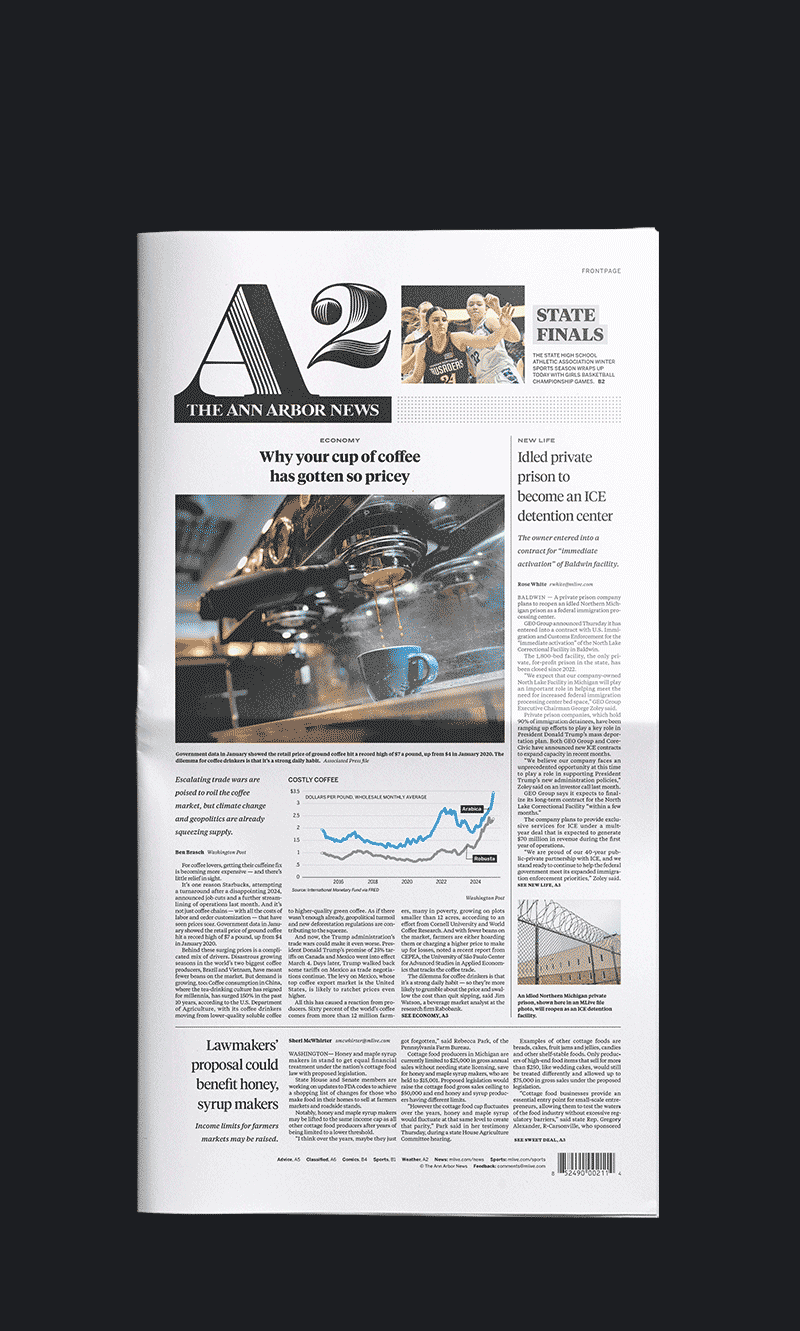 FRONTPAGE
A2
THE ANN ARBOR NEWS
RUSADERS
24
STATE
FINALS
THE STATE HIGH SCHOOL
ATHLETIC ASSOCIATION WINTER
SPORTS SEASON WRAPS UP
TODAY WITH GIRLS BASKETBALL
CHAMPIONSHIP GAMES. B2
ECONOMY
Why your cup of coffee
has gotten so pricey
Government data in January showed the retail price of ground coffee hit a record high of $7 a pound, up from $4 in January 2020. The
dilemma for coffee drinkers is that it's a strong daily habit. Associated Press file
Escalating trade wars are
poised to roil the coffee
market, but climate change
and geopolitics are already
squeezing supply.
Ben Brasch Washington Post
For coffee lovers, getting their caffeine fix
is becoming more expensive — and there's
little relief in sight.
It's one reason Starbucks, attempting
a turnaround after a disappointing 2024,
announced job cuts and a further stream-
lining of operations last month. And it's
not just coffee chains — with all the costs of
labor and order customization — that have
seen prices soar. Government data in Janu-
ary showed the retail price of ground coffee
hit a record high of $7 a pound, up from $4
in January 2020.
Behind these surging prices is a compli-
cated mix of drivers. Disastrous growing
seasons in the world's two biggest coffee
producers, Brazil and Vietnam, have meant
fewer beans on the market. But demand is
growing, too: Coffee consumption in China,
where the tea-drinking culture has reigned
for millennia, has surged 150% in the past
10 years, according to the U.S. Department
of Agriculture, with its coffee drinkers
moving from lower-quality soluble coffee
COSTLY COFFEE
DOLLARS PER POUND, WHOLESALE MONTHLY AVERAGE
$3.5
3
2.5
2
1.5
1
.5
0
Arabica
Robusta
2016
2018
2020
2022
2024
Source: International Monetary Fund via FRED
Washington Post
to higher-quality green coffee. As if there
wasn't enough already, geopolitical turmoil
and new deforestation regulations are con-
tributing to the squeeze.
And now, the Trump administration's
trade wars could make it even worse. Pres-
ident Donald Trump's promise of 25% tar-
iffs on Canada and Mexico went into effect
March 4. Days later, Trump walked back
some tariffs on Mexico as trade negotia-
tions continue. The levy on Mexico, whose
top coffee export market is the United
States, is likely to ratchet prices even
higher.
All this has caused a reaction from pro-
ducers. Sixty percent of the world's coffee
comes from more than 12 million farm-
ers, many in poverty, growing on plots
smaller than 12 acres, according to an
effort from Cornell University and World
Coffee Research. And with fewer beans on
the market, farmers are either hoarding
them or charging a higher price to make
up for losses, noted a recent report from
CEPEA, the University of São Paulo Center
for Advanced Studies in Applied Econom-
ics that tracks the coffee trade.
The dilemma for coffee drinkers is that
it's a strong daily habit — so they're more
likely to grumble about the price and swal-
low the cost than quit sipping, said Jim
Watson, a beverage market analyst at the
research firm Rabobank.
SEE ECONOMY, A3
NEW LIFE
Idled private
prison to
become an ICE
detention center
The owner entered into a
contract for "immediate
activation" of Baldwin facility.
Rose White rwhite@mlive.com
BALDWIN — A private prison company
plans to reopen an idled Northern Mich-
igan prison as a federal immigration pro-
cessing center.
GEO Group announced Thursday it has
entered into a contract with U.S. Immi-
gration and Customs Enforcement for the
"immediate activation" of the North Lake
Correctional Facility in Baldwin.
The 1,800-bed facility, the only pri-
vate, for-profit prison in the state, has
been closed since 2022.
"We expect that our company-owned
North Lake Facility in Michigan will play
an important role in helping meet the
need for increased federal immigration
processing center bed space," GEO Group
Executive Chairman George Zoley said.
Private prison companies, which hold
90% of immigration detainees, have been
ramping up efforts to play a key role in
President Donald Trump's mass depor-
tation plan. Both GEO Group and Core-
Civic have announced new ICE contracts
to expand capacity in recent months.
"We believe our company faces an
unprecedented opportunity at this time
to play a role in supporting President
Trump's new administration policies,"
Zoley said on an investor call last month.
GEO Group says it expects to final-
ize its long-term contract for the North
Lake Correctional Facility "within a few
months."
The company plans to provide exclu-
sive services for ICE under a mult-
year deal that is expected to generate
$70 million in revenue during the first
year of operations.
"We are proud of our 40-year pub-
lic-private partnership with ICE, and we
stand ready to continue to help the federal
government meet its expanded immigra-
tion enforcement priorities," Zoley said.
SEE NEW LIFE, A3
An idled Northern Michigan private
prison, shown here in an MLive file
photo, will reopen as an ICE detention
facility.
Lawmakers'
proposal could
benefit honey,
syrup makers
Income limits for farmers
markets may be raised.
Sheri McWhirter smcwhirter@mlive.com
WASHINGTON— Honey and maple syrup
makers in stand to get equal financial
treatment under the nation's cottage food
law with proposed legislation.
State House and Senate members are
working on updates to FDA codes to achieve
a shopping list of changes for those who
make food in their homes to sell at farmers
markets and roadside stands.
Notably, honey and maple syrup makers
may be lifted to the same income cap as all
other cottage food producers after years of
being limited to a lower threshold.
"I think over the years, maybe they just
got forgotten," said Rebecca Park, of the
Pennsylvania Farm Bureau.
Cottage food producers in Michigan are
currently limited to $25,000 in gross annual
sales without needing state licensing, save
for honey and maple syrup makers, who are
held to $15,001. Proposed legislation would
raise the cottage food gross sales ceiling to
$50,000 and end honey and syrup produc-
ers having different limits.
"However the cottage food cap fluctuates
over the years, honey and maple syrup
would fluctuate at that same level to create
that parity," Park said in her testimony
Thursday, during a state House Agriculture
Committee hearing.
Examples of other cottage foods are
breads, cakes, fruit jams and jellies, candies
and other shelf-stable foods. Only produc-
ers of high-end food items that sell for more
than $250, like wedding cakes, would still
be treated differently and allowed up to
$75,000 in gross sales under the proposed
legislation.
"Cottage food businesses provide an
essential entry point for small-scale entre-
preneurs, allowing them to test the waters
of the food industry without excessive reg-
ulatory barriers," said state Rep. Gregory
Alexander, R-Carsonville, who sponsored
SEE SWEET DEAL, A3
Advice, A5 Classified, A6 Comics, B4 Sports, B1 Weather, A2 News: mlive.com/news Sports: mlive.com/sports
© The Ann Arbor News Feedback: comments@mlive.com
8 52490 00211 4